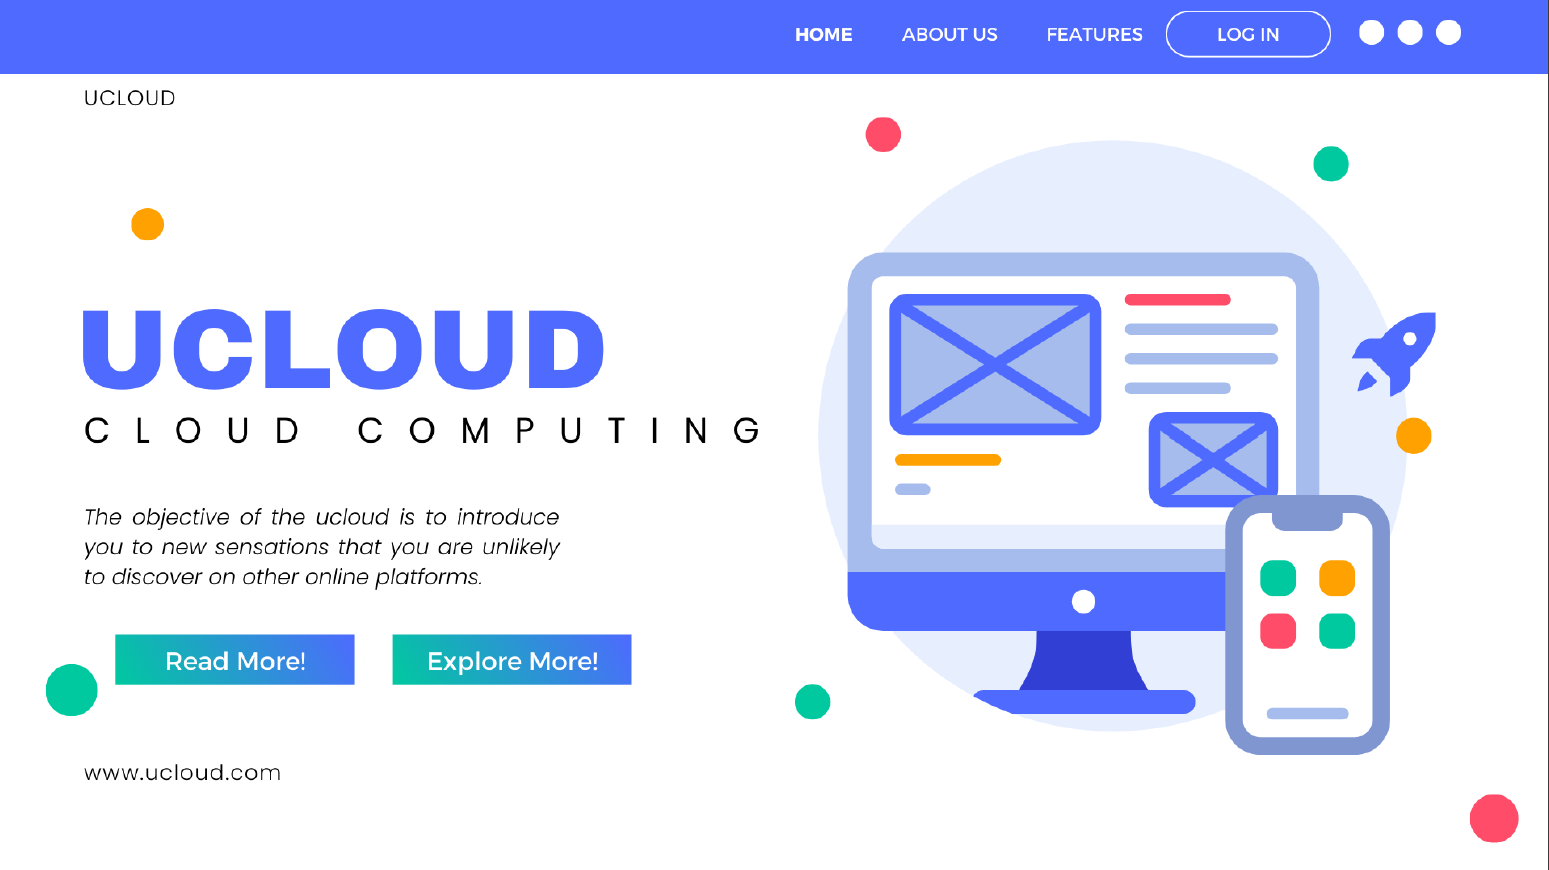 HOME ABOUT US FEATURES LOG IN
UCLOUD
UCLOUD
CLOUD COMPUTING
The objective of the ucloud is to introduce
you to new sensations that you are unlikely
to discover on other online platforms.
Read More! Explore More!
www.ucloud.com